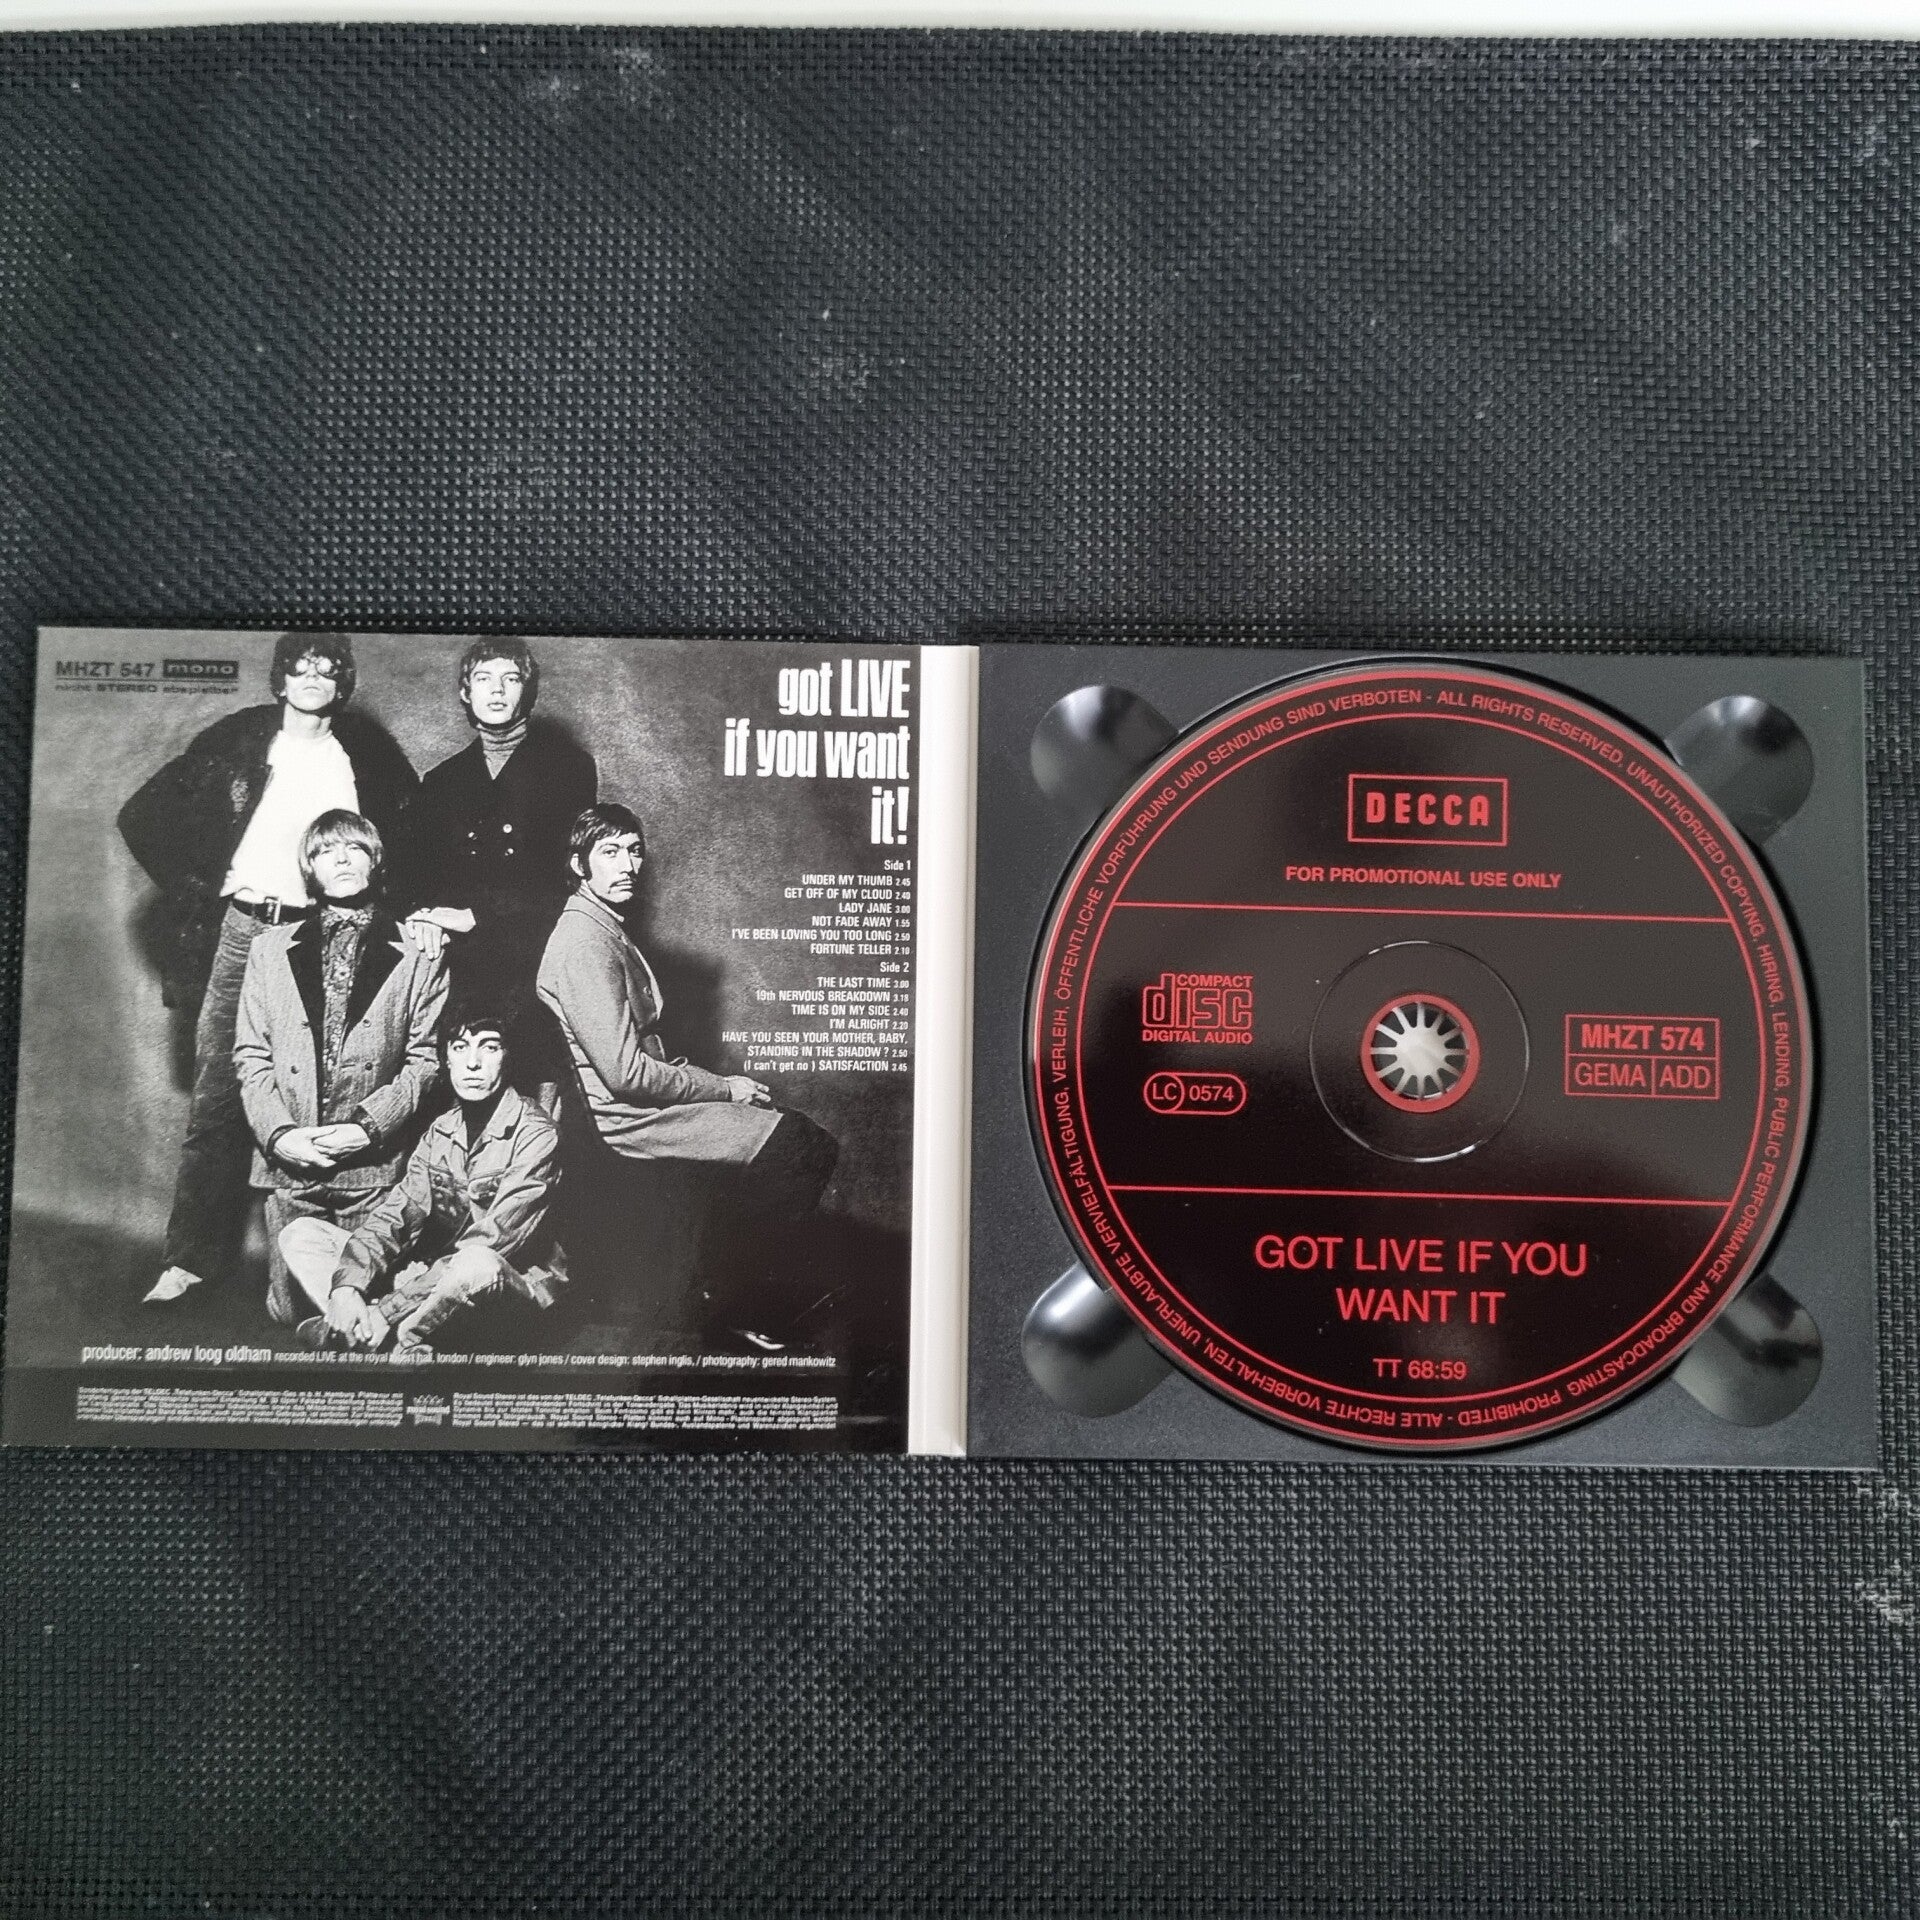 MHZT 547 mono
nicht STEREO abspielbar
got LIVE
if you want
it!
Side 1
UNDER MY THUMB 2.45
GET OFF OF MY CLOUD 2.40
LADY JANE 3.00
NOT FADE AWAY 1.55
I'VE BEEN LOVING YOU TOO LONG 2.50
FORTUNE TELLER 2.10
Side 2
THE LAST TIME 3.00
19th NERVOUS BREAKDOWN 3.18
TIME IS ON MY SIDE 2.40
I'M ALRIGHT 2.20
HAVE YOU SEEN YOUR MOTHER, BABY,
STANDING IN THE SHADOW ? 2.50
(I can't get no ) SATISFACTION 3.45
producer: andrew loog oldham recorded LIVE at the royal albert hall, london / engineer: glyn jones / cover design: stephen inglis, / photography: gered mankowitz
DECCA
FOR PROMOTIONAL USE ONLY
COMPACT
disc
DIGITAL AUDIO
LC 0574
MHZT 574
GEMA ADD
GOT LIVE IF YOU
WANT IT
TT 68:59
ALL RIGHTS RESERVED. UNAUTHORIZED COPYING, HIRING, LENDING, PUBLIC PERFORMANCE AND BROADCASTING PROHIBITED - ALLE RECHTE VORBEHALTEN, UNERLAUBTE VERVIELFÄLTIGUNG, VERLEIH, ÖFFENTLICHE VORFÜHRUNG UND SENDUNG SIND VERBOTEN -